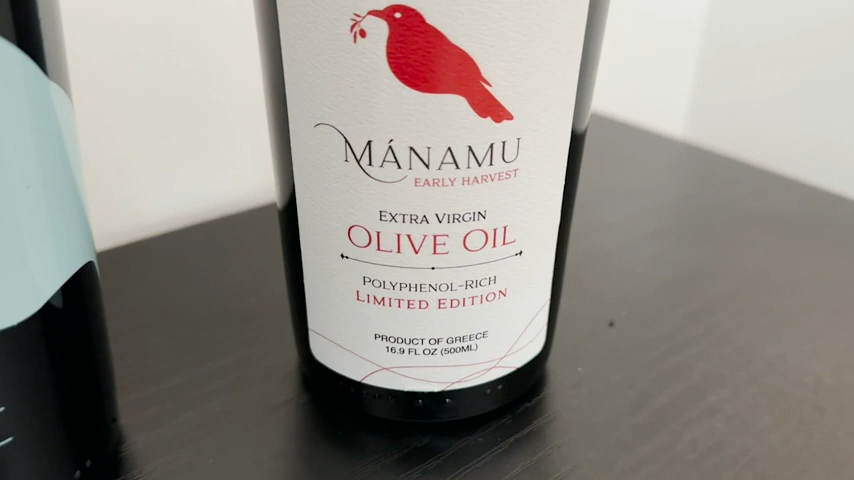 MÁNAMU
EARLY HARVEST
EXTRA VIRGIN
OLIVE OIL
POLYPHENOL-RICH
LIMITED EDITION
PRODUCT OF GREECE
16.9 FL OZ (500ML)